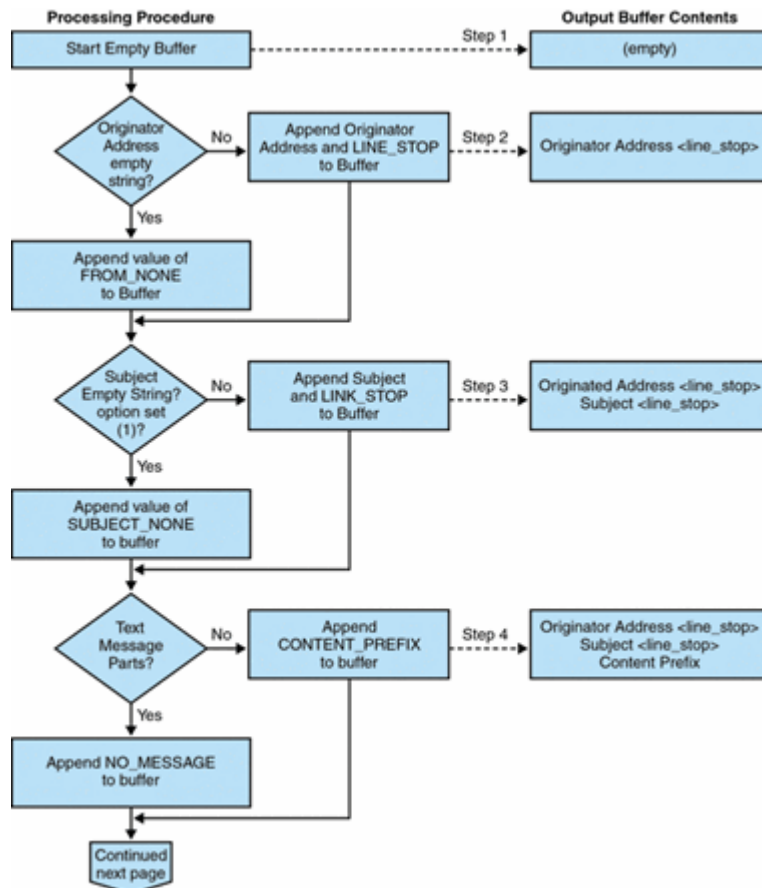 Processing Procedure
Output Buffer Contents
Start Empty Buffer
Step 1
(empty)
Originator
Address
empty
string?
No
Append Originator
Address and LINE_STOP
to Buffer
Step 2
Originator Address <line_stop>
Yes
Append value of
FROM_NONE
to Buffer
Subject
Empty String?
option set
(1)?
No
Append Subject
and LINK_STOP
to Buffer
Step 3
Originated Address <line_stop>
Subject <line_stop>
Yes
Append value of
SUBJECT_NONE
to buffer
Text
Message
Parts?
No
Append
CONTENT_PREFIX
to buffer
Step 4
Originator Address <line_stop>
Subject <line_stop>
Content Prefix
Yes
Append NO_MESSAGE
to buffer
Continued
next page